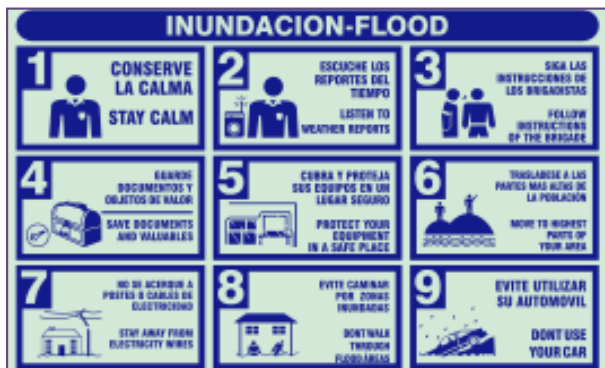 INUNDACION-FLOOD
1
CONSERVE
LA CALMA
STAY CALM
2
ESCUCHE LOS
REPORTES DEL
TIEMPO
LISTEN TO
WEATHER REPORTS
3
SIGA LAS
INSTRUCCIONES DE
LOS BRIGADISTAS
FOLLOW
INSTRUCTIONS
OF THE BRIGADE
4
GUARDE
DOCUMENTOS Y
OBJETOS DE VALOR
SAVE DOCUMENTS
AND VALUABLES
5
CUBRA Y PROTEJA
SUS EQUIPOS EN UN
LUGAR SEGURO
PROTECT YOUR
EQUIPMENT
IN A SAFE PLACE
6
TRASLADESE A LAS
PARTES MAS ALTAS DE
LA POBLACIÓN
MOVE TO HIGHEST
PARTS OF
YOUR AREA
7
NO SE ACERQUE A
POSTES O CABLES DE
ELECTRICIDAD
STAY AWAY FROM
ELECTRICITY WIRES
8
EVITE CAMINAR
POR ZONAS
INUNDADAS
DONT WALK
THROUGH
FLOOD AREAS
9
EVITE UTILIZAR
SU AUTOMOVIL
DONT USE
YOUR CAR